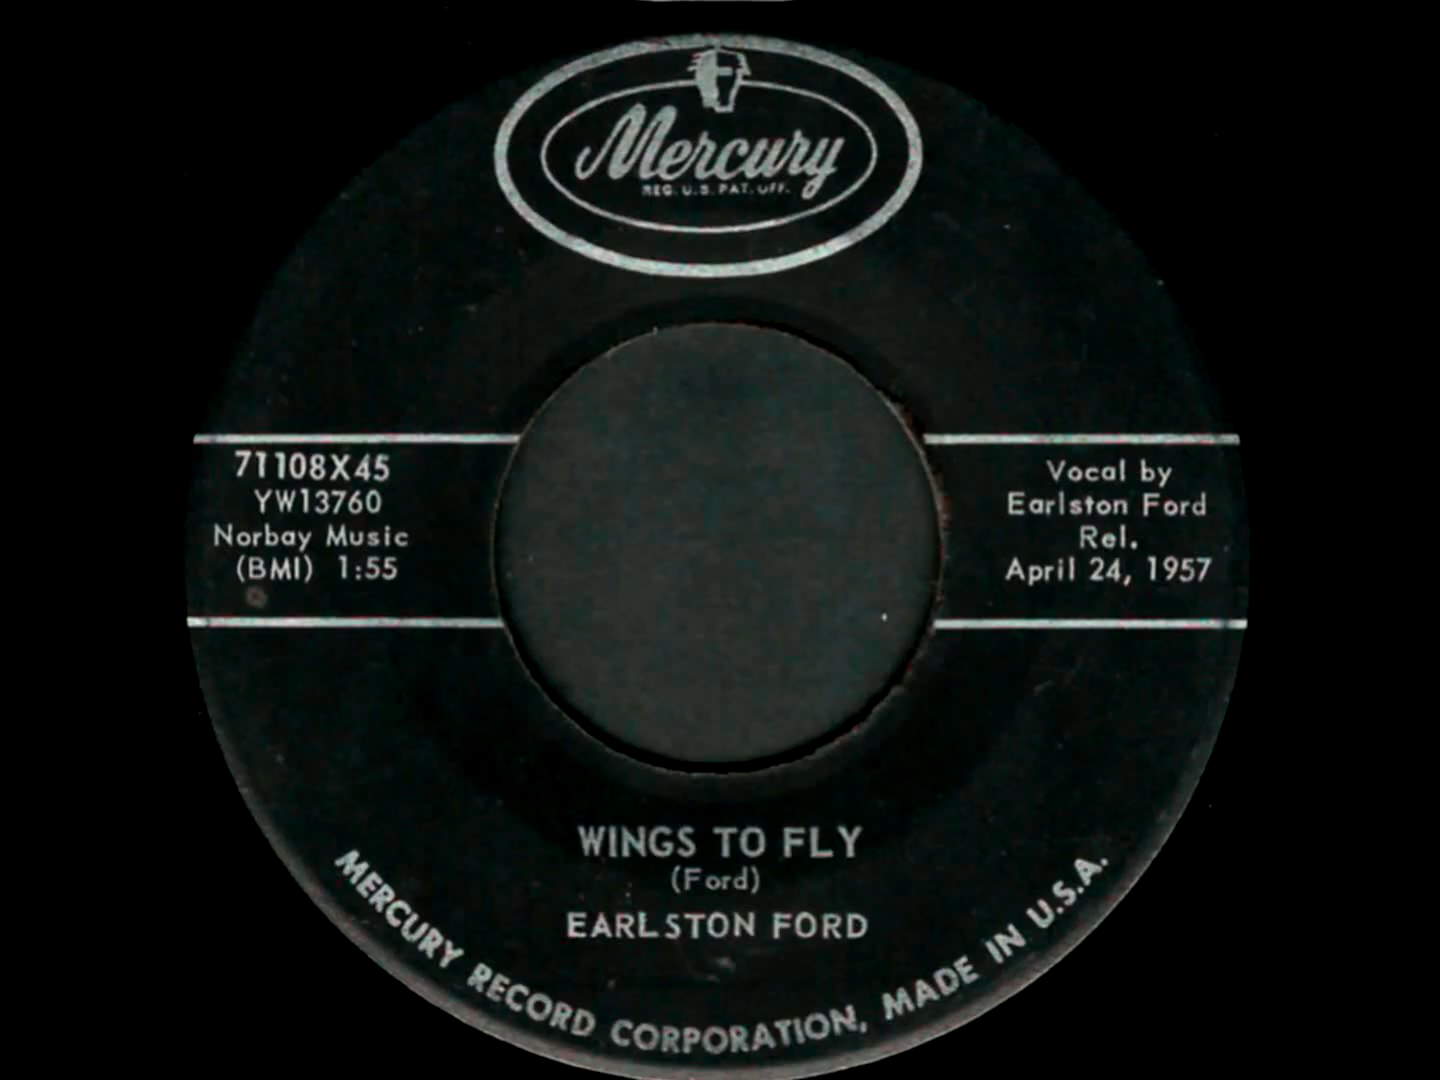 Mercury
REG. U.S. PAT. OFF.
71108X45
YW13760
Norbay Music
(BMI) 1:55
Vocal by
Earlston Ford
Rel.
April 24, 1957
WINGS TO FLY
(Ford)
EARLSTON FORD
MERCURY RECORD CORPORATION, MADE IN U.S.A.